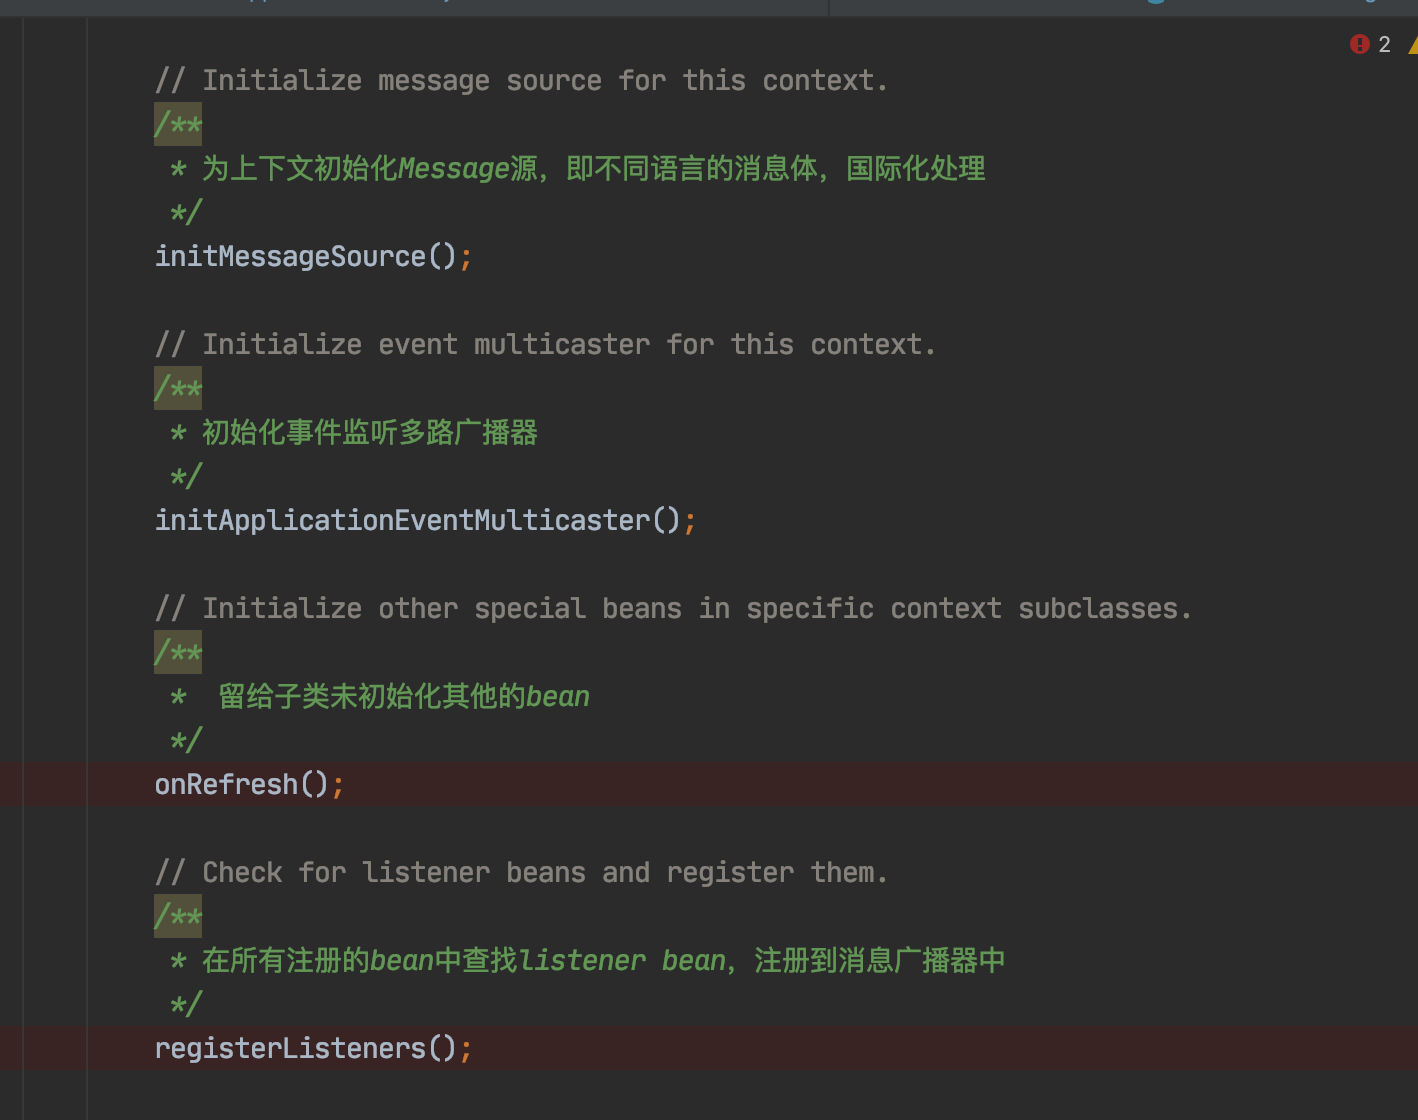 2
// Initialize message source for this context.
/**
* 为上下文初始化Message源，即不同语言的消息体，国际化处理
*/
initMessageSource();
// Initialize event multicaster for this context.
/**
* 初始化事件监听多路广播器
*/
initApplicationEventMulticaster();
// Initialize other special beans in specific context subclasses.
/**
* 留给子类未初始化其他的bean
*/
onRefresh();
// Check for listener beans and register them.
/**
* 在所有注册的bean中查找listener bean，注册到消息广播器中
*/
registerListeners();